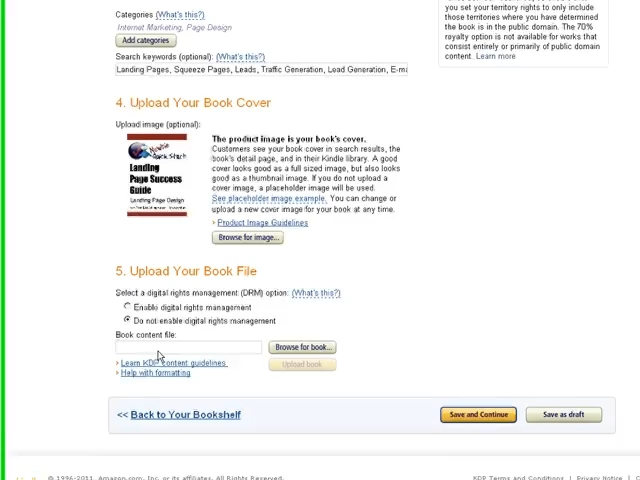 Categories (What's this?)
Internet Marketing, Page Design
Add categories
Search keywords (optional): (What's this?)
Landing Pages, Squeeze Pages, Leads, Traffic Generation, Lead Generation, E-ma
you set your territory rights to only include
those territories where you have determined
the book is in the public domain. The 70%
royalty option is not available for works that
consist entirely or primarily of public domain
content. Learn more
4. Upload Your Book Cover
Upload image (optional):
Newbie
Quick Start
Landing
Page Success
Guide
Landing Page Design
The product image is your book's cover.
Customers see your book cover in search results, the
book's detail page, and in their Kindle library. A good
cover looks good as a full sized image, but also looks
good as a thumbnail image. If you do not upload a
cover image, a placeholder image will be used.
See placeholder image example. You can change or
upload a new cover image for your book at any time.
› Product Image Guidelines
Browse for image...
5. Upload Your Book File
Select a digital rights management (DRM) option: (What's this?)
Enable digital rights management
Do not enable digital rights management
Book content file:
Browse for book...
› Learn KDP content guidelines
Upload book
› Help with formatting
<< Back to Your Bookshelf
Save and Continue
Save as draft
© 1996-2011, Amazon.com, Inc. or its affiliates. All Rights Reserved.
KDP Terms and Conditions | Privacy Notice |